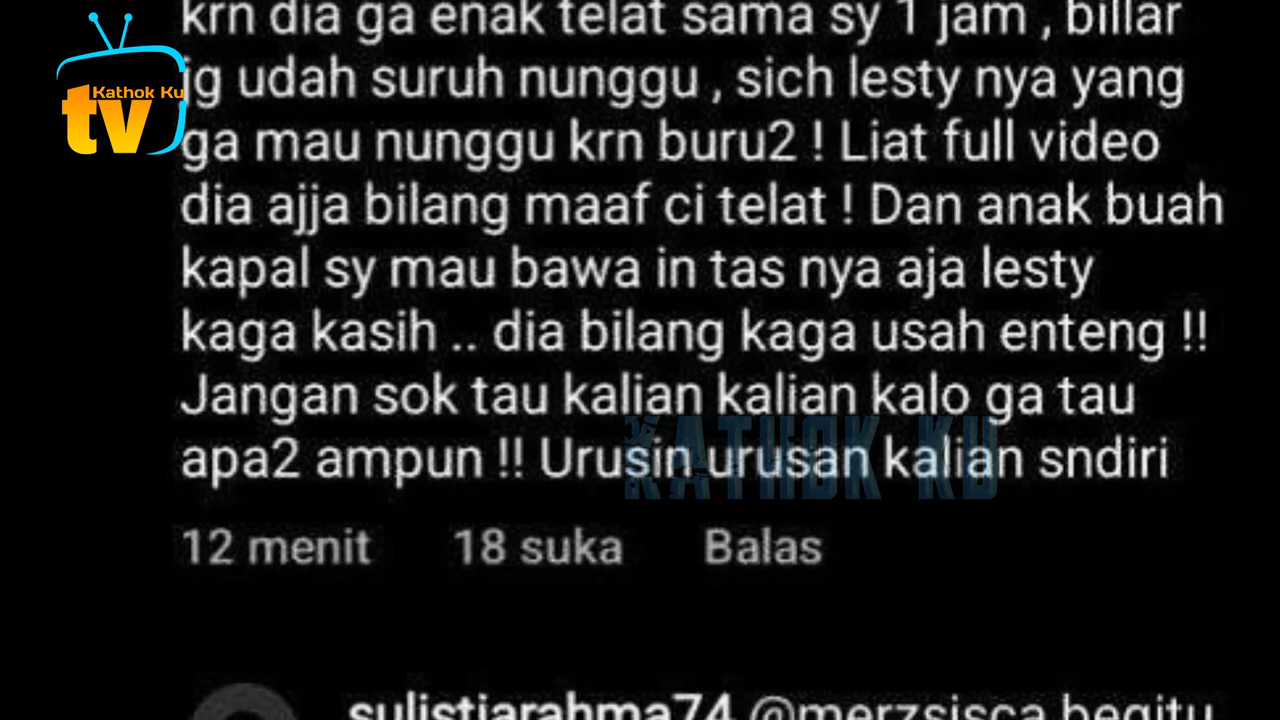 krn dia ga enak telat sama sy 1 jam , billar
jg udah suruh nunggu , sich lesty nya yang
ga mau nunggu krn buru2 ! Liat full video
dia ajja bilang maaf ci telat ! Dan anak buah
kapal sy mau bawa in tas nya aja lesty
kaga kasih .. dia bilang kaga usah enteng !!
Jangan sok tau kalian kalian kalo ga tau
apa2 ampun !! Urusin urusan kalian sndiri
12 menit 18 suka Balas
sulistiarahma74 @merzsisca begitu
Kathok Ku
tv
KATHOK KU